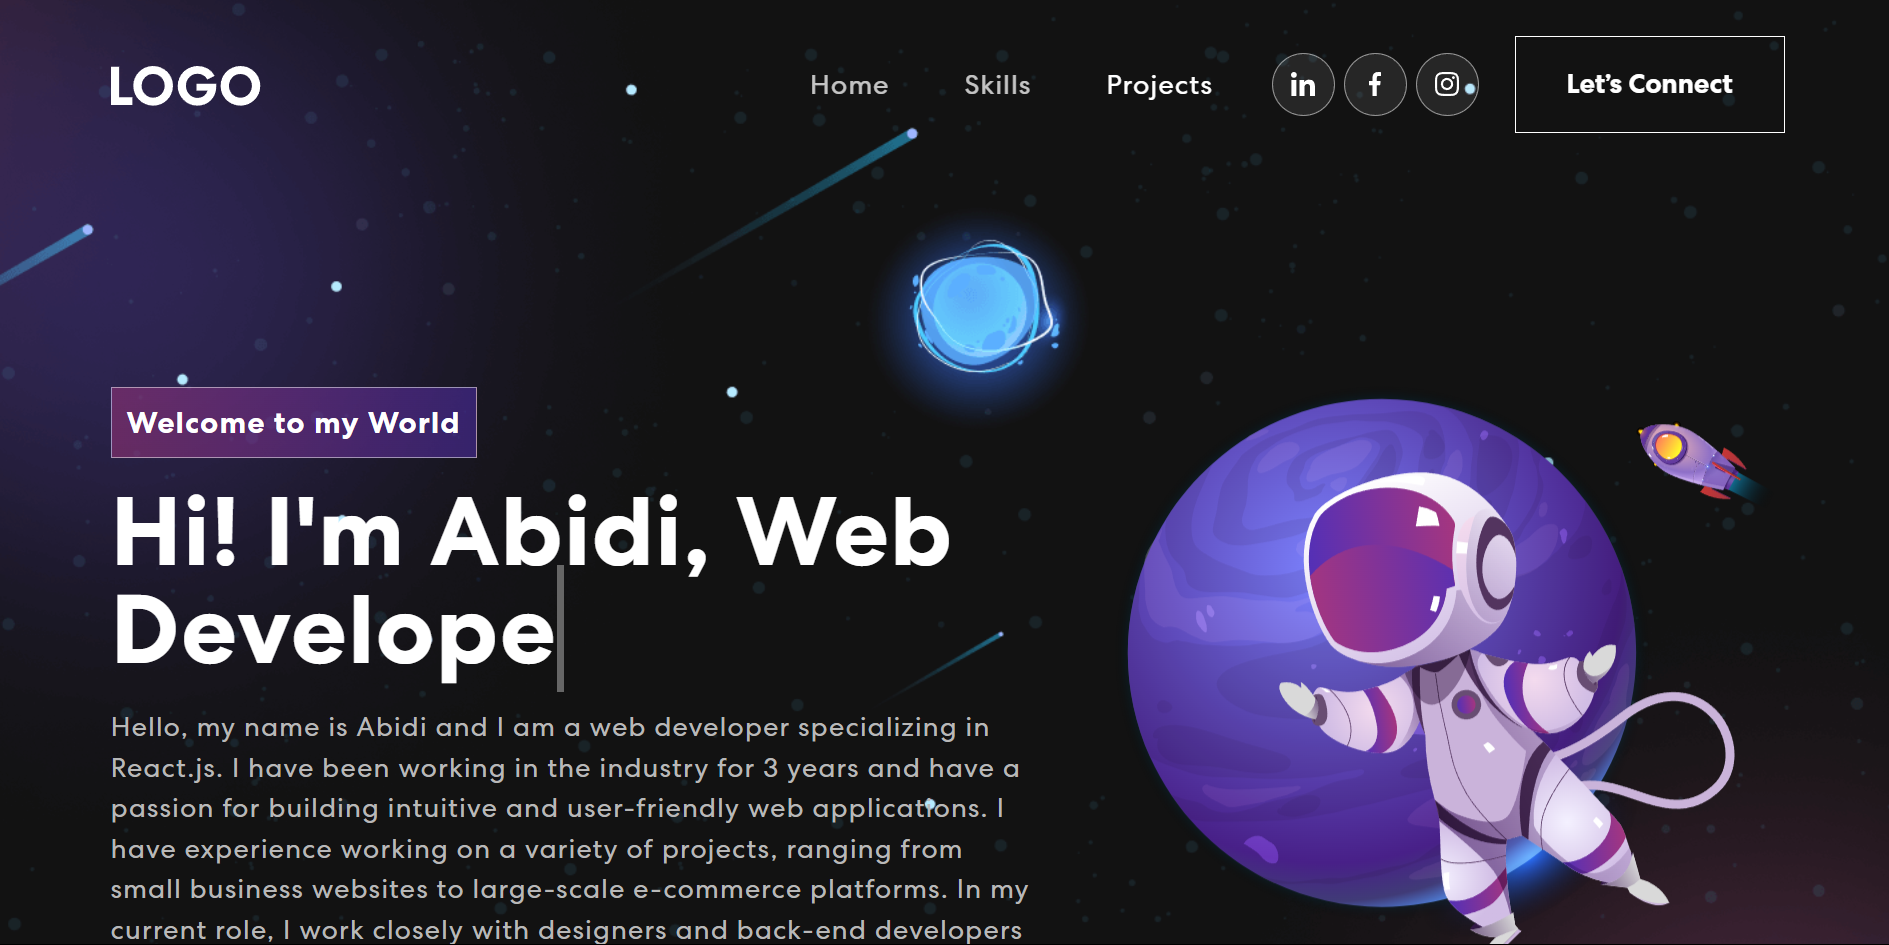 LOGO
Home Skills Projects in f Let's Connect
Welcome to my World
Hi! I'm Abidi, Web
Develope
Hello, my name is Abidi and I am a web developer specializing in
React.js. I have been working in the industry for 3 years and have a
passion for building intuitive and user-friendly web applications. I
have experience working on a variety of projects, ranging from
small business websites to large-scale e-commerce platforms. In my
current role, I work closely with designers and back-end developers